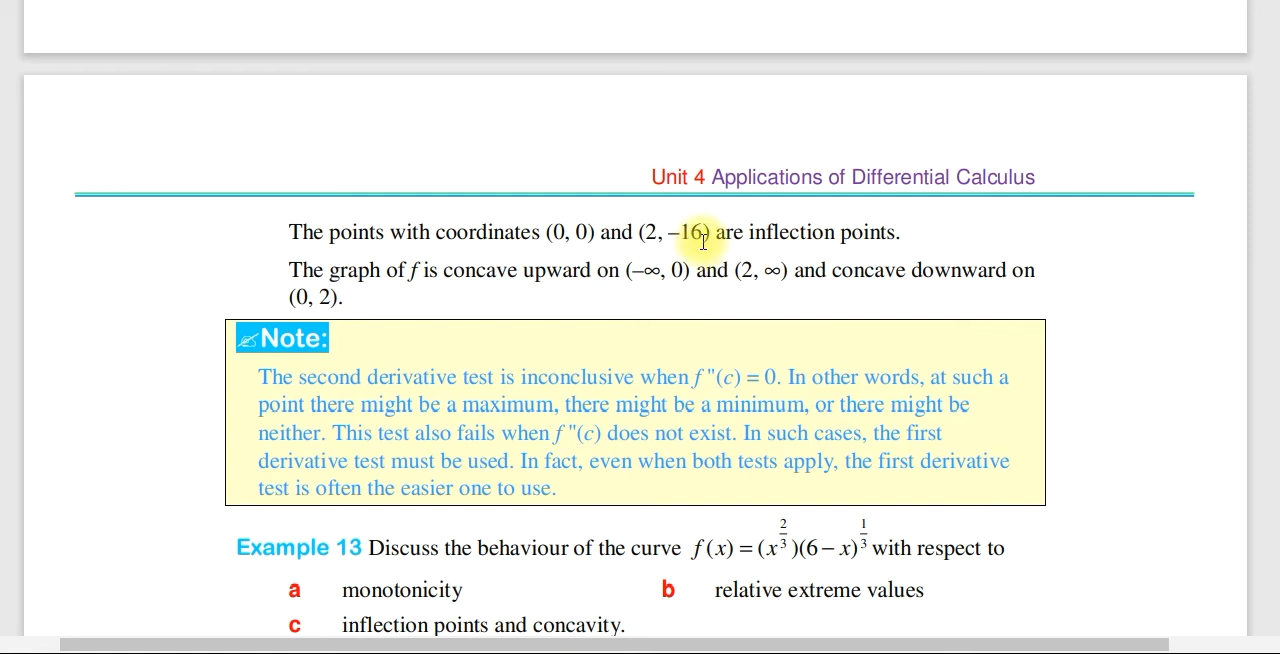 Unit 4 Applications of Differential Calculus
The points with coordinates (0, 0) and (2, –16) are inflection points.
The graph of f is concave upward on (–∞, 0) and (2, ∞) and concave downward on
(0, 2).
✍Note:
The second derivative test is inconclusive when f "(c) = 0. In other words, at such a
point there might be a maximum, there might be a minimum, or there might be
neither. This test also fails when f "(c) does not exist. In such cases, the first
derivative test must be used. In fact, even when both tests apply, the first derivative
test is often the easier one to use.
Example 13 Discuss the behaviour of the curve f (x) = (x^(2/3))(6 – x)^(1/3) with respect to
a monotonicity b relative extreme values
c inflection points and concavity.